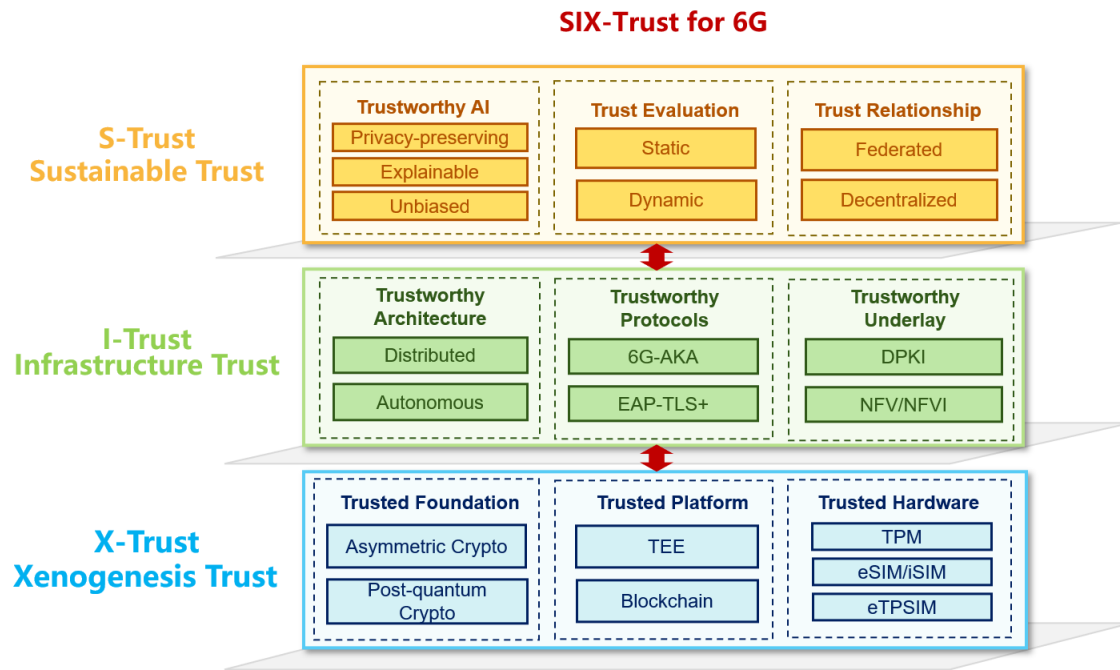 SIX-Trust for 6G
S-Trust
Sustainable Trust
Trustworthy AI
Privacy-preserving
Explainable
Unbiased
Trust Evaluation
Static
Dynamic
Trust Relationship
Federated
Decentralized
I-Trust
Infrastructure Trust
Trustworthy
Architecture
Distributed
Autonomous
Trustworthy
Protocols
6G-AKA
EAP-TLS+
Trustworthy
Underlay
DPKI
NFV/NFVI
X-Trust
Xenogenesis Trust
Trusted Foundation
Asymmetric Crypto
Post-quantum
Crypto
Trusted Platform
TEE
Blockchain
Trusted Hardware
TPM
eSIM/iSIM
eTPSIM